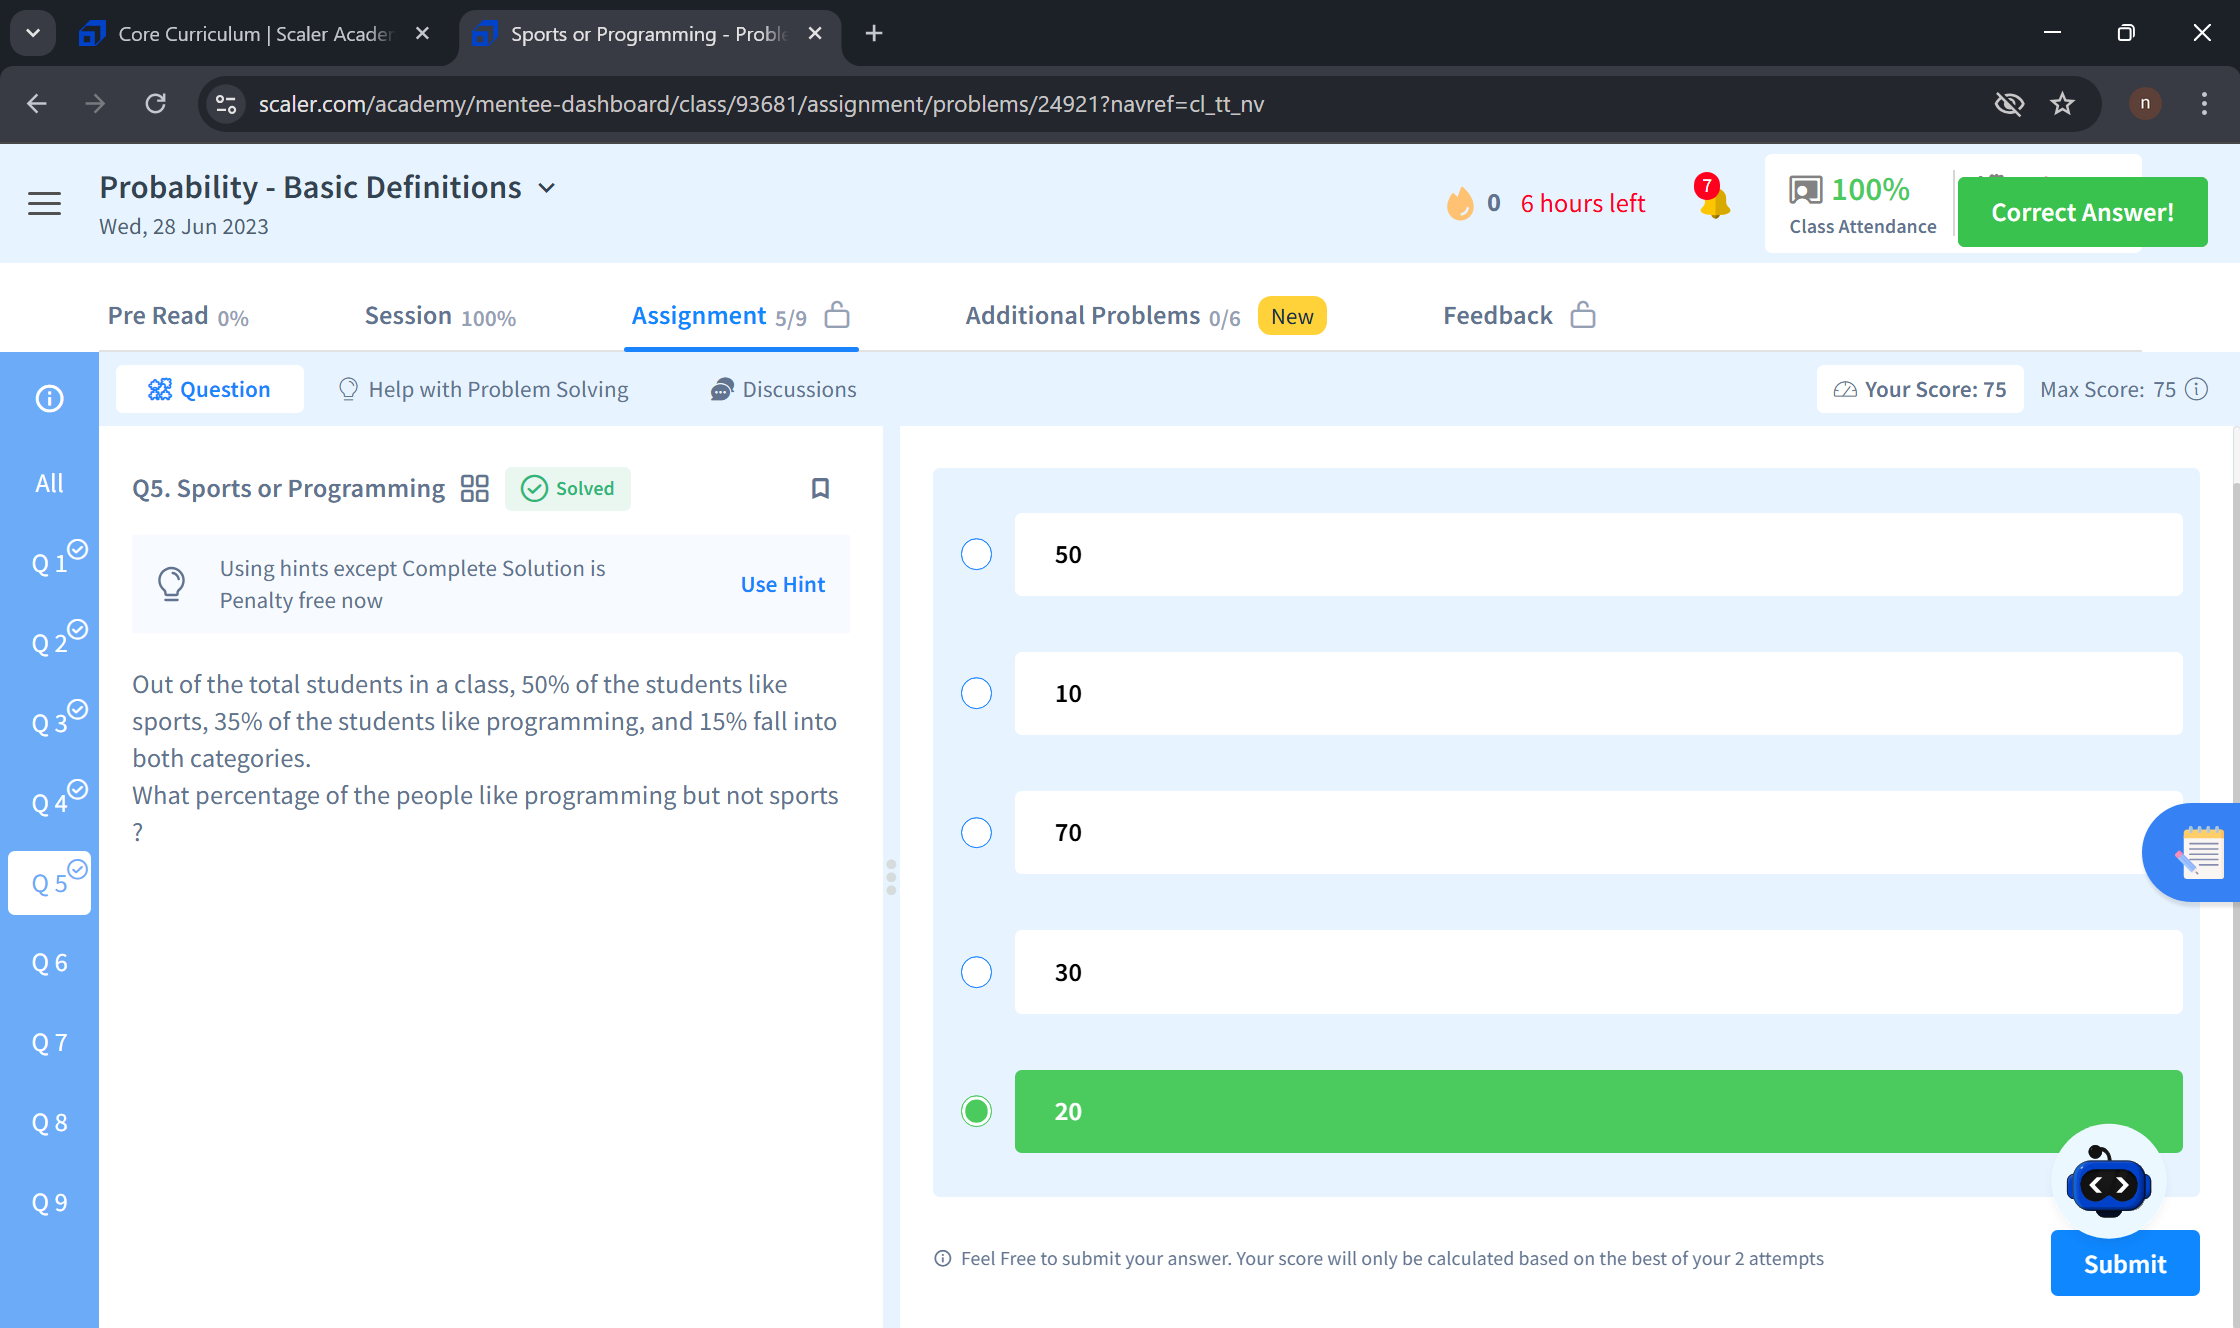 Core Curriculum | Scaler Acader
Sports or Programming - Proble
scaler.com/academy/mentee-dashboard/class/93681/assignment/problems/24921?navref=cl_tt_nv
n
Probability - Basic Definitions
Wed, 28 Jun 2023
0
6 hours left
7
100%
Class Attendance
Correct Answer!
Pre Read 0%
Session 100%
Assignment 5/9
Additional Problems 0/6 New
Feedback
Question
Help with Problem Solving
Discussions
Your Score: 75
Max Score: 75
All
Q 1
Q 2
Q 3
Q 4
Q 5
Q 6
Q 7
Q 8
Q 9
Q5. Sports or Programming
Solved
Using hints except Complete Solution is
Penalty free now
Use Hint
Out of the total students in a class, 50% of the students like
sports, 35% of the students like programming, and 15% fall into
both categories.
What percentage of the people like programming but not sports
?
50
10
70
30
20
Feel Free to submit your answer. Your score will only be calculated based on the best of your 2 attempts
Submit